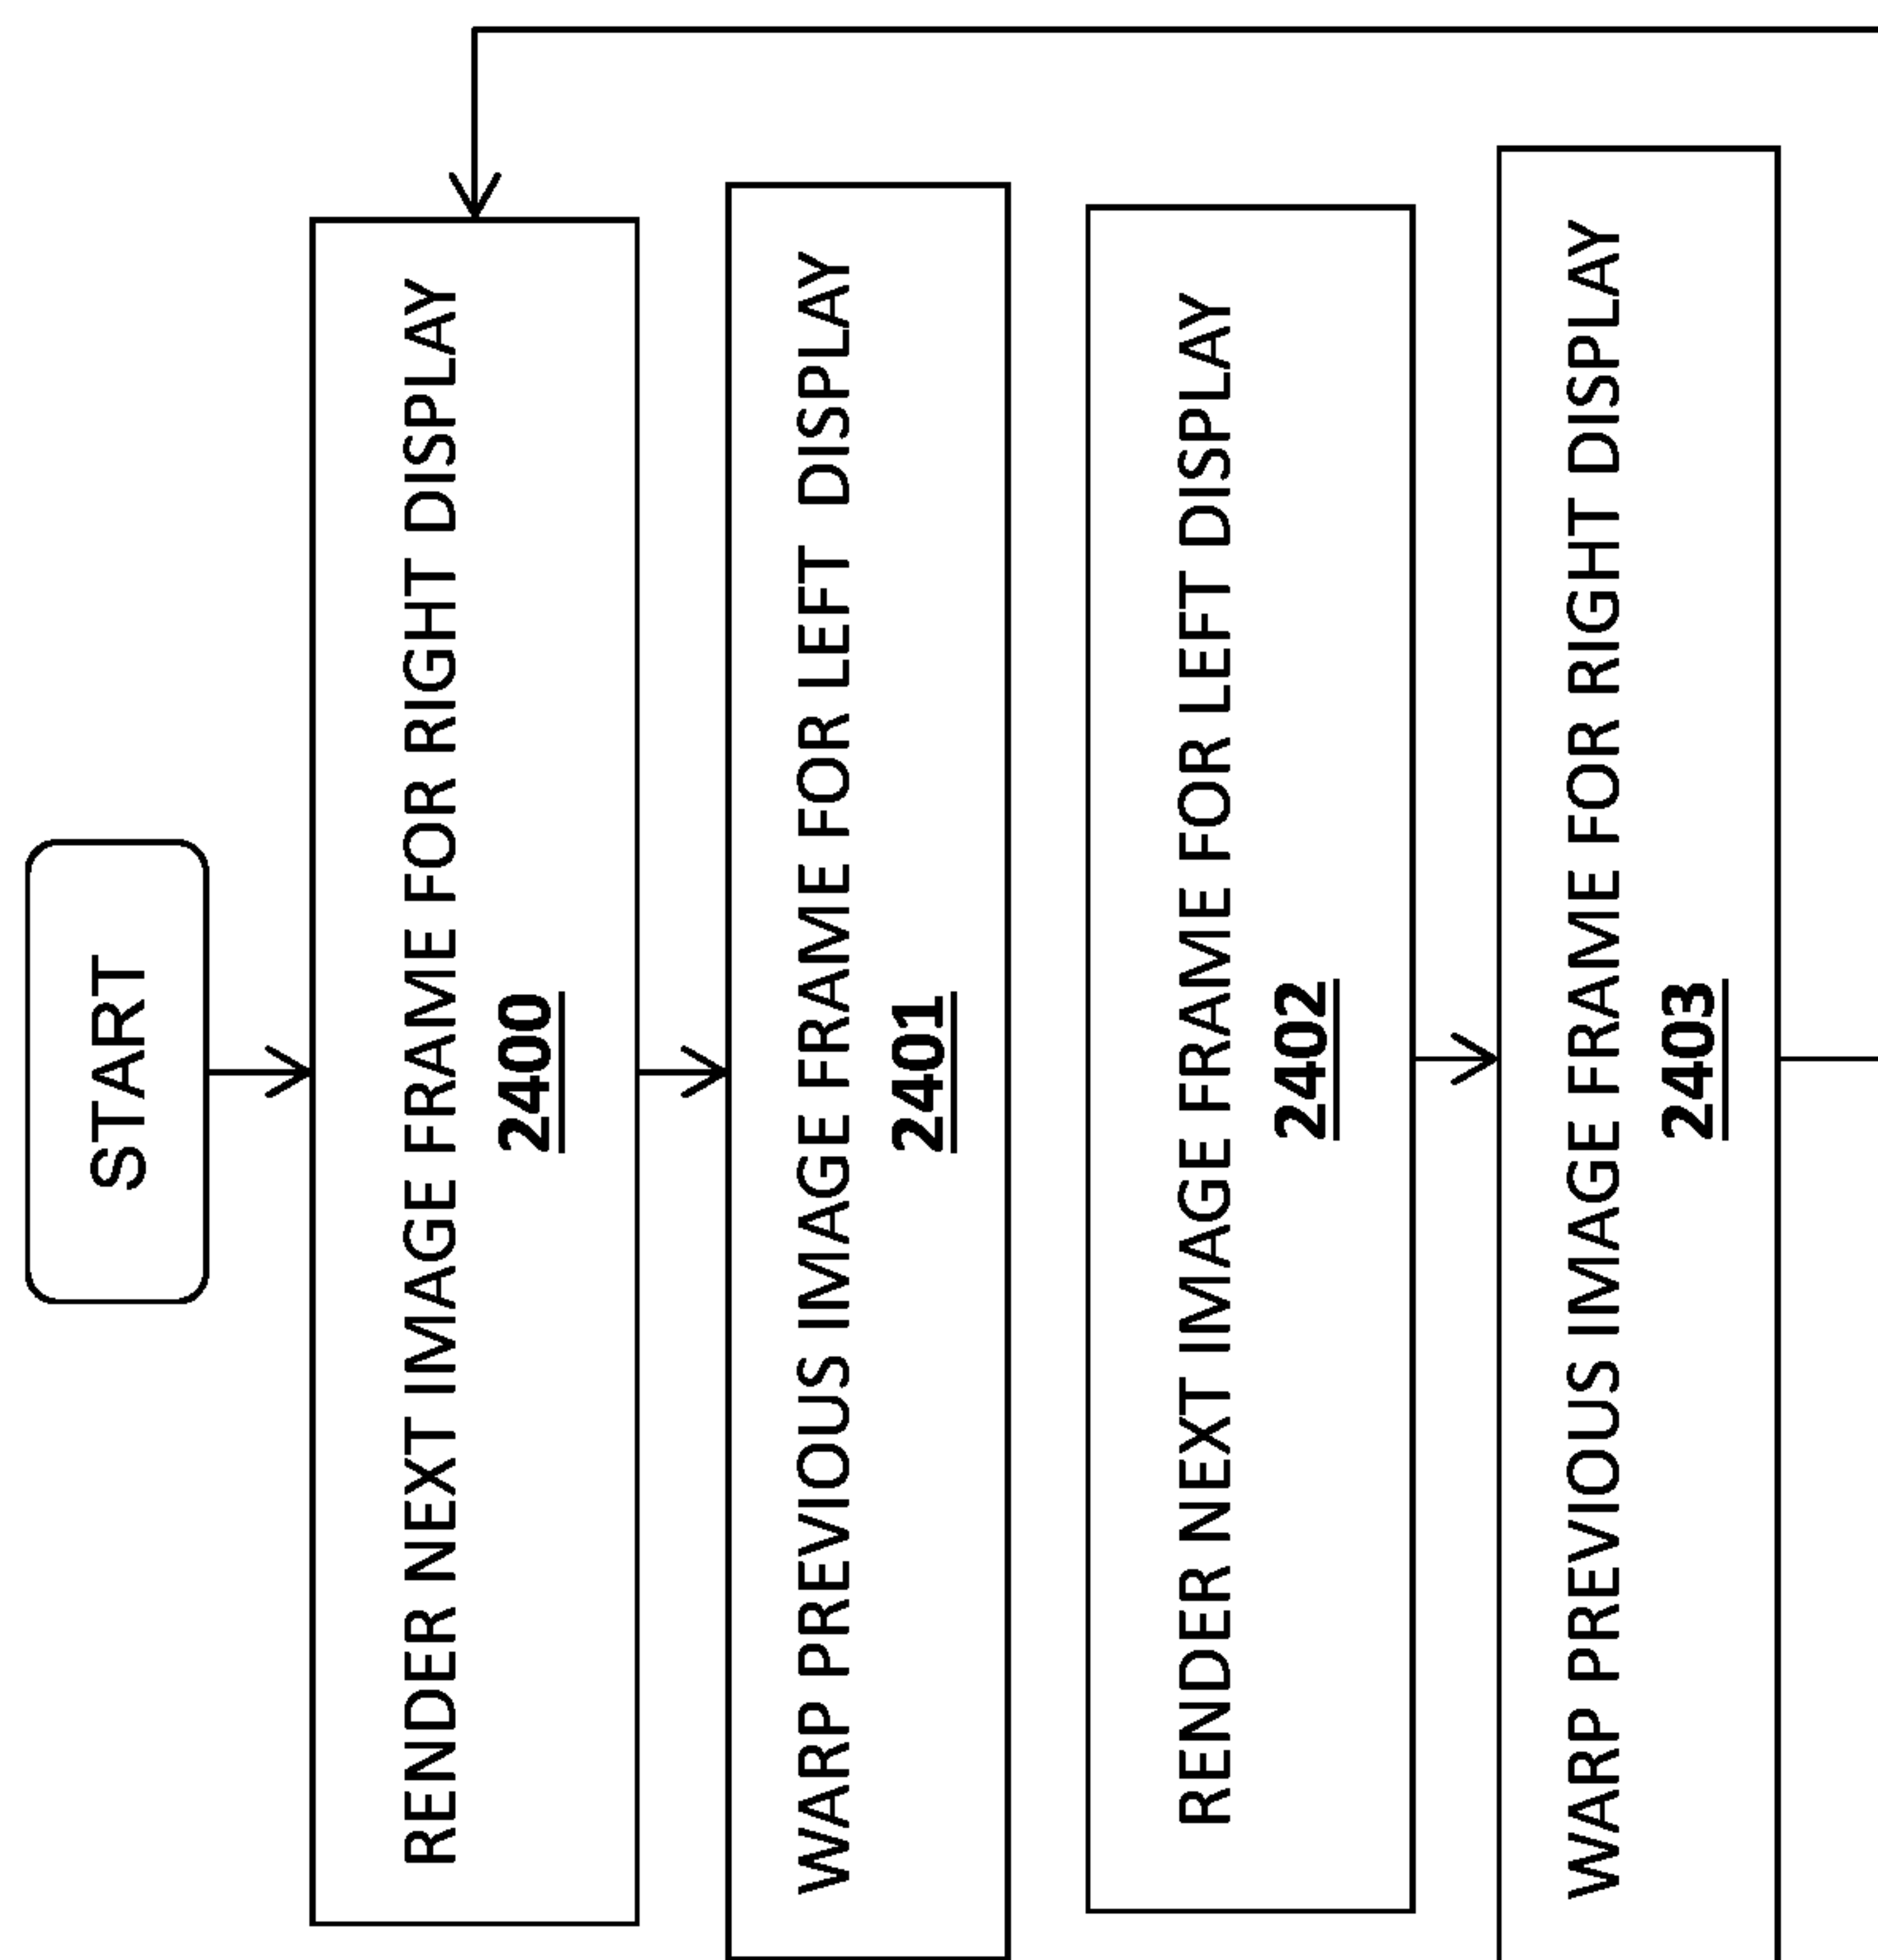 START
RENDER NEXT IMAGE FRAME FOR RIGHT DISPLAY
2400
WARP PREVIOUS IMAGE FRAME FOR LEFT DISPLAY
2401
RENDER NEXT IMAGE FRAME FOR LEFT DISPLAY
2402
WARP PREVIOUS IMAGE FRAME FOR RIGHT DISPLAY
2403